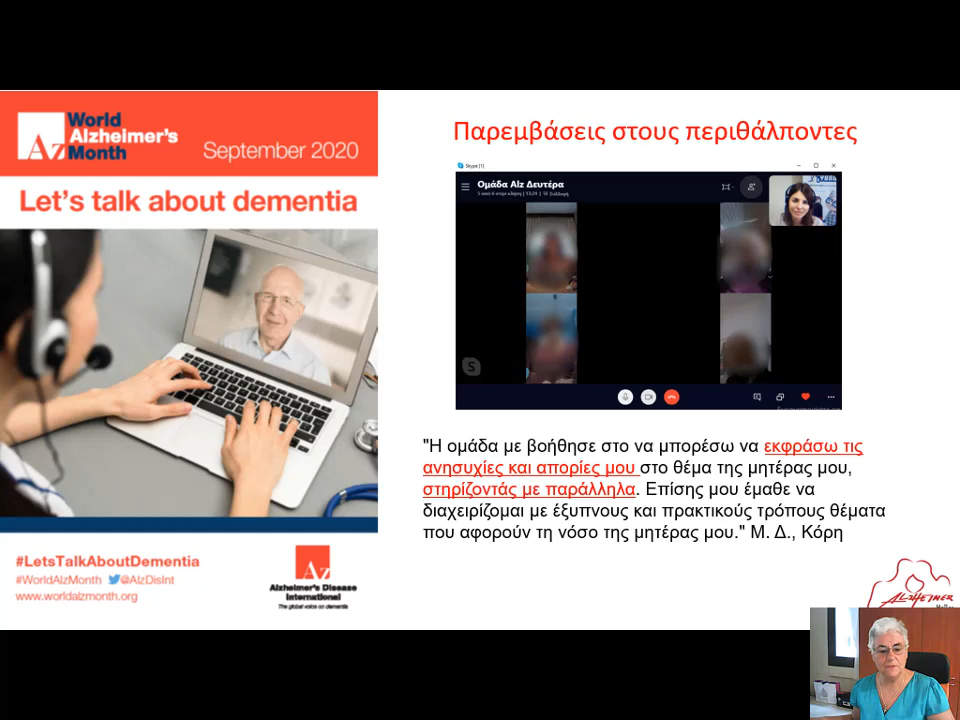 World
Alzheimer's
Month
Az
September 2020
Let's talk about dementia
#LetsTalkAboutDementia
#WorldAlzMonth @AlzDisInt
www.worldalzmonth.org
Az
Alzheimer's Disease
International
The global voice on dementia
Παρεμβάσεις στους περιθάλποντες
Skype [1]
Ομάδα Alz Δευτέρα
S
"Η ομάδα με βοήθησε στο να μπορέσω να εκφράσω τις
ανησυχίες και απορίες μου στο θέμα της μητέρας μου,
στηρίζοντάς με παράλληλα. Επίσης μου έμαθε να
διαχειρίζομαι με έξυπνους και πρακτικούς τρόπους θέματα
που αφορούν τη νόσο της μητέρας μου." Μ. Δ., Κόρη
ALZHEIMER